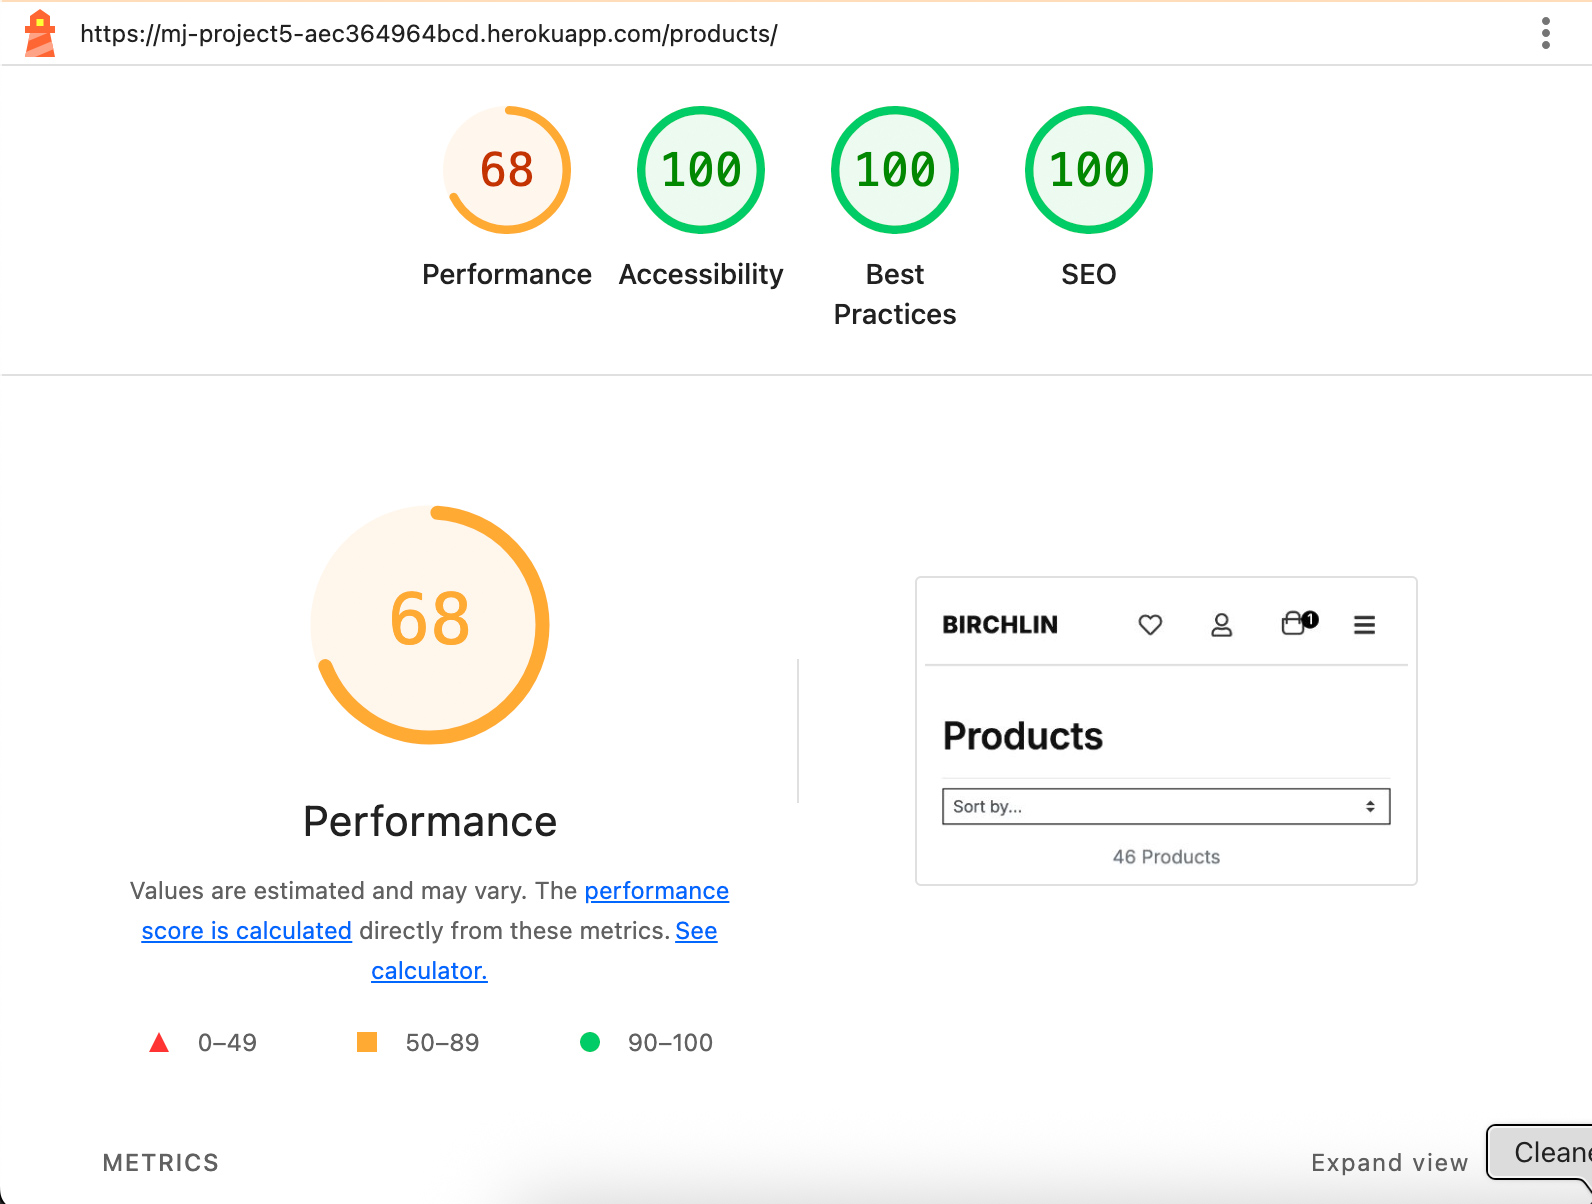 https://mj-project5-aec364964bcd.herokuapp.com/products/
68 100 100 100
Performance Accessibility Best Practices SEO
68
Performance
Values are estimated and may vary. The performance
score is calculated directly from these metrics. See
calculator.
0–49 50–89 90–100
BIRCHLIN 1
Products
Sort by...
46 Products
METRICS
Expand view